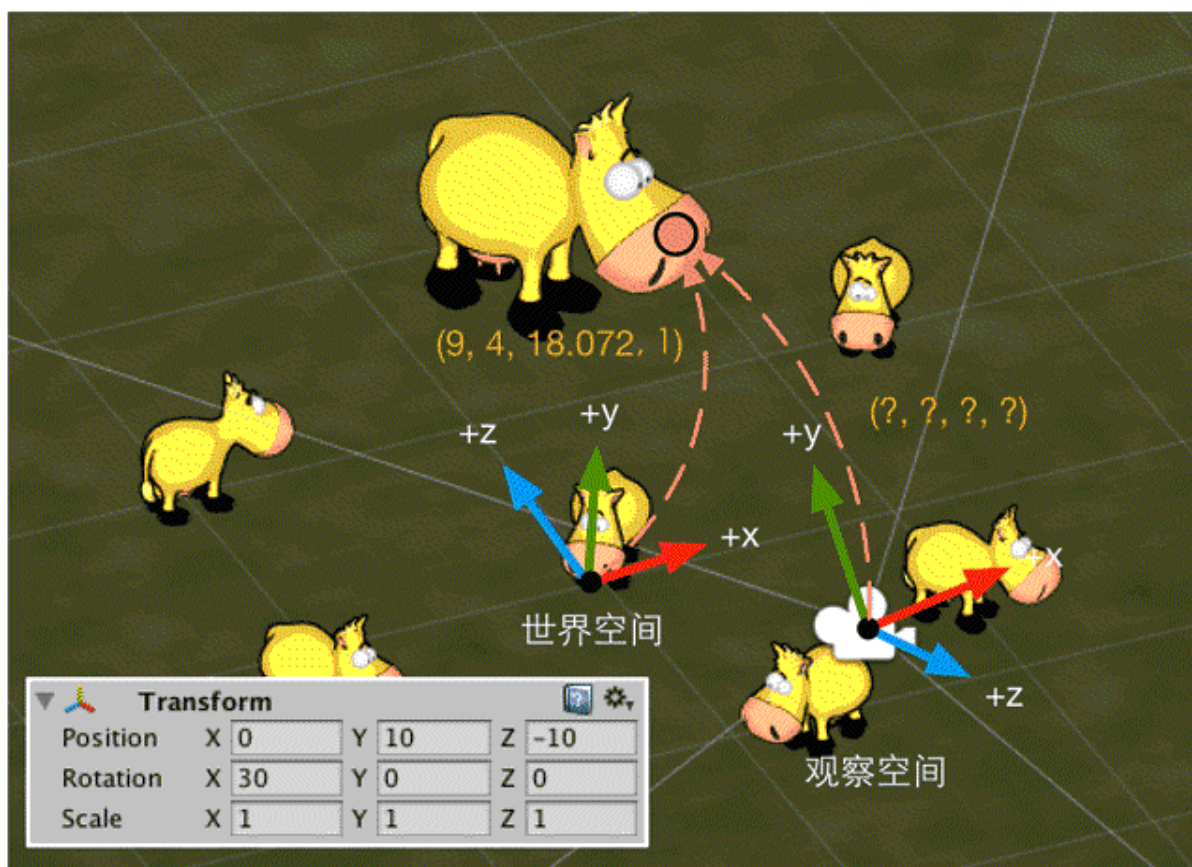 (9, 4, 18.072, 1)
(?, ?, ?, ?)
+z
+y
+x
世界空间
+y
+x
+z
观察空间
Transform
Position X 0 Y 10 Z -10
Rotation X 30 Y 0 Z 0
Scale X 1 Y 1 Z 1